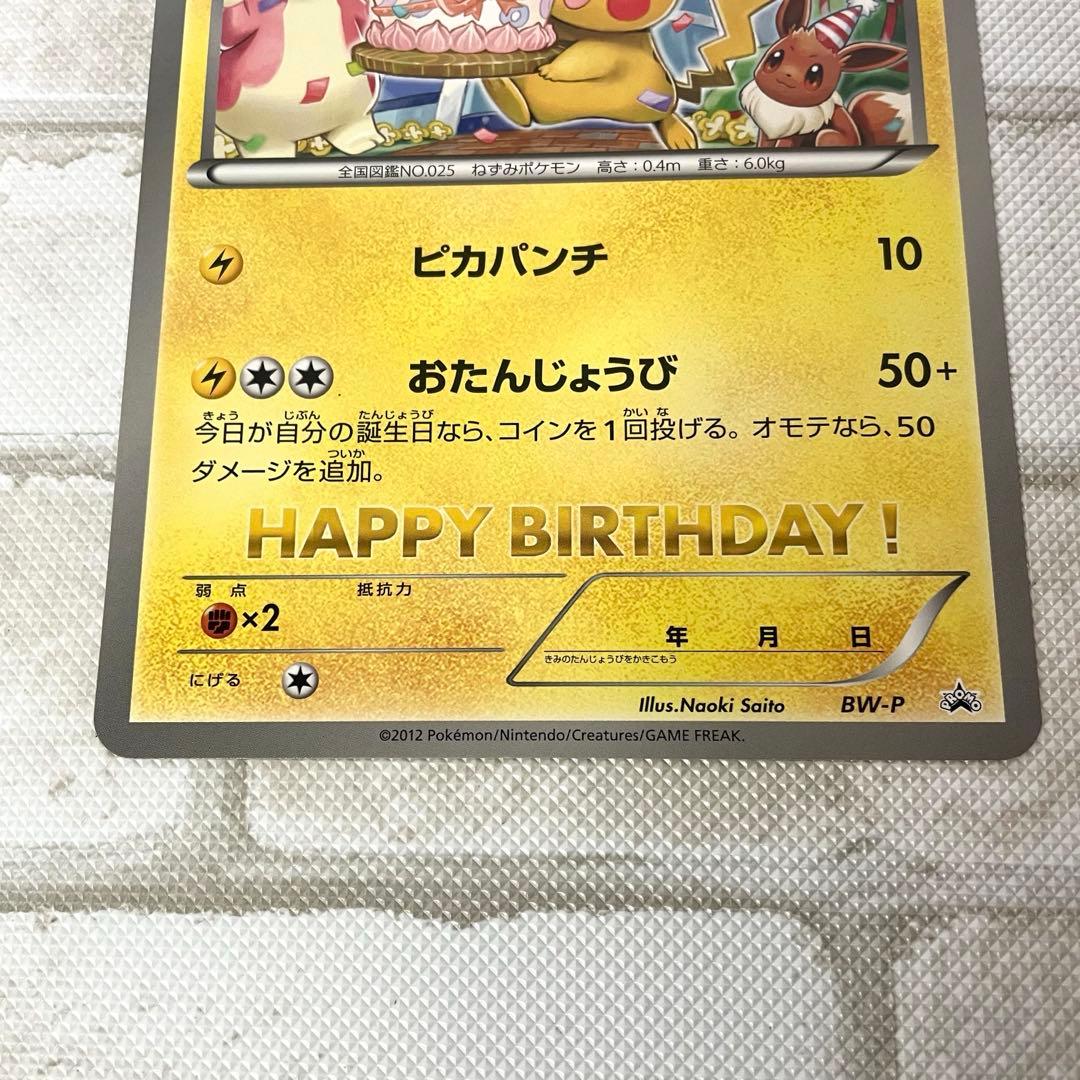 全国図鑑NO.025 ねずみポケモン 高さ:0.4m 重さ:6.0kg
ピカパンチ 10
おたんじょうび 50+
きょう じぶん たんじょうび かい な
今日が自分の誕生日なら、コインを1回投げる。オモテなら、50
ついか
ダメージを追加。
HAPPY BIRTHDAY!
弱点 抵抗力
×2
年 月 日
きみのたんじょうびをかきこもう
にげる
Illus.Naoki Saito BW-P PROMO
©2012 Pokémon/Nintendo/Creatures/GAME FREAK.